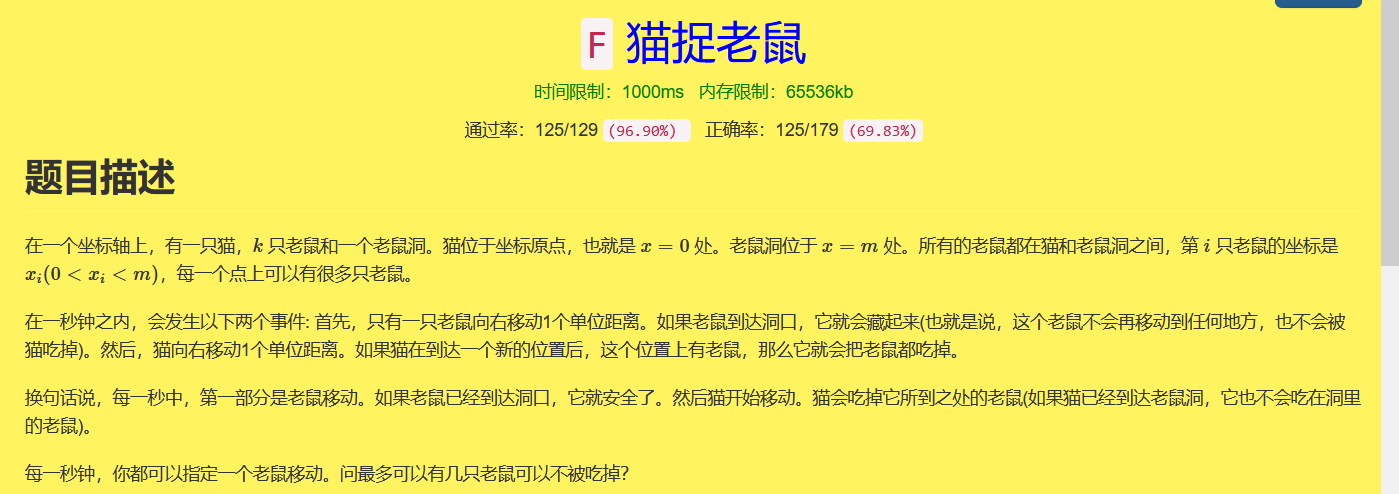 F 猫捉老鼠
时间限制：1000ms 内存限制：65536kb
通过率：125/129 (96.90%) 正确率：125/179 (69.83%)
题目描述
在一个坐标轴上，有一只猫，k 只老鼠和一个老鼠洞。猫位于坐标原点，也就是 x = 0 处。老鼠洞位于 x = m 处。所有的老鼠都在猫和老鼠洞之间，第 i 只老鼠的坐标是
xᵢ(0 < xᵢ < m)，每一个点上可以有很多只老鼠。
在一秒钟之内，会发生以下两个事件: 首先，只有一只老鼠向右移动1个单位距离。如果老鼠到达洞口，它就会藏起来(也就是说，这个老鼠不会再移动到任何地方，也不会被
猫吃掉)。然后，猫向右移动1个单位距离。如果猫在到达一个新的位置后，这个位置上有老鼠，那么它就会把老鼠都吃掉。
换句话说，每一秒中，第一部分是老鼠移动。如果老鼠已经到达洞口，它就安全了。然后猫开始移动。猫会吃掉它所到之处的老鼠(如果猫已经到达老鼠洞，它也不会吃在洞里
的老鼠)。
每一秒钟，你都可以指定一个老鼠移动。问最多可以有几只老鼠可以不被吃掉?